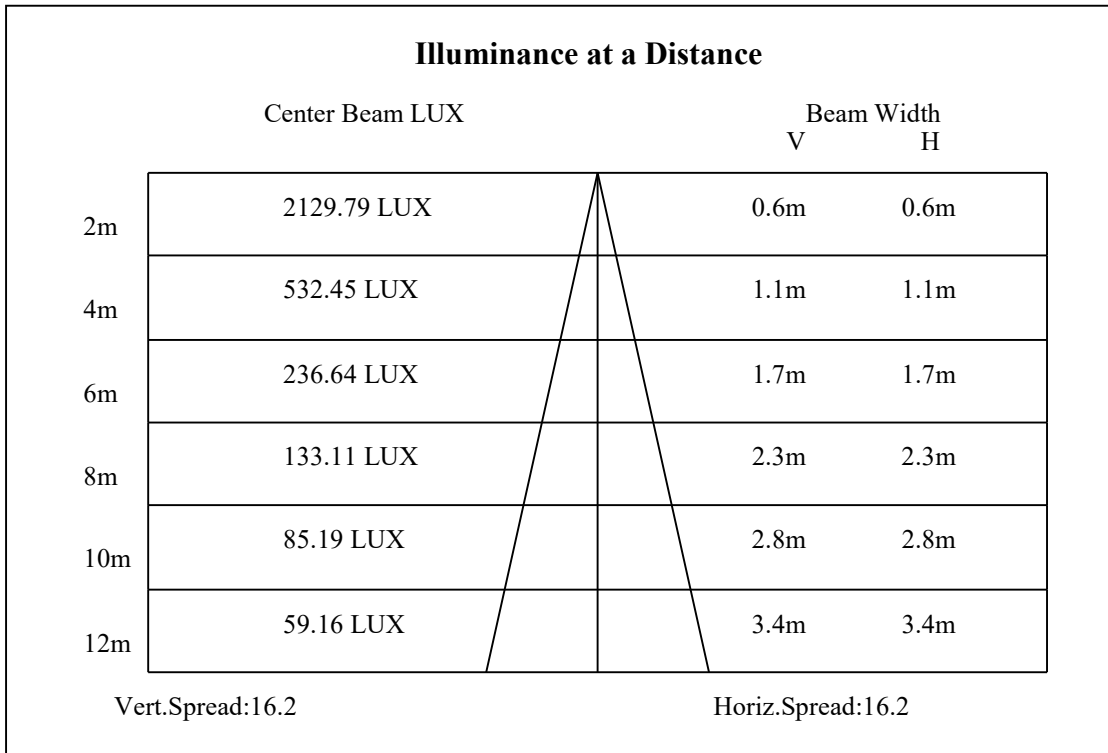 Illuminance at a Distance
Center Beam LUX Beam Width
V H
2m 2129.79 LUX 0.6m 0.6m
4m 532.45 LUX 1.1m 1.1m
6m 236.64 LUX 1.7m 1.7m
8m 133.11 LUX 2.3m 2.3m
10m 85.19 LUX 2.8m 2.8m
12m 59.16 LUX 3.4m 3.4m
Vert.Spread:16.2 Horiz.Spread:16.2